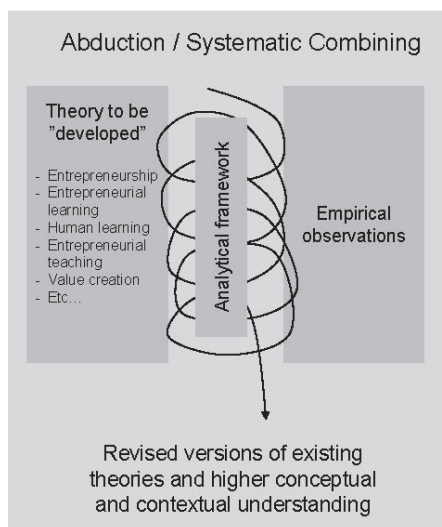 Abduction / Systematic Combining
Theory to be
"developed"
- Entrepreneurship
- Entrepreneurial
learning
- Human learning
- Entrepreneurial
teaching
- Value creation
- Etc...
Analytical framework
Empirical
observations
Revised versions of existing
theories and higher conceptual
and contextual understanding